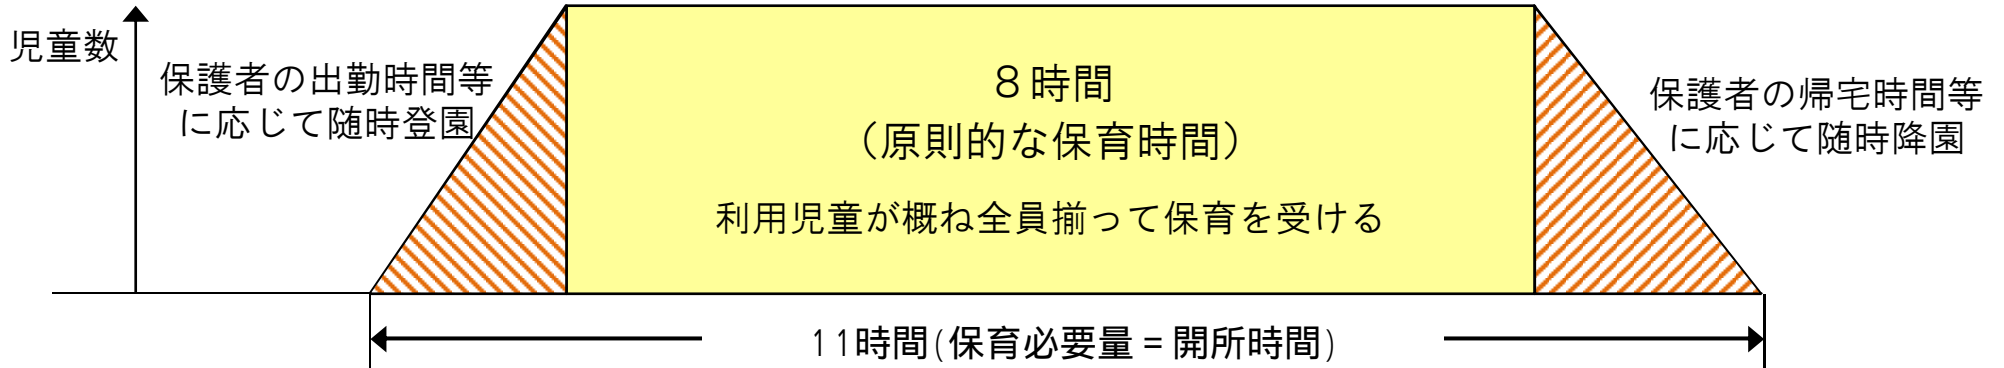 児童数
保護者の出勤時間等
に応じて随時登園
８時間
（原則的な保育時間）
利用児童が概ね全員揃って保育を受ける
保護者の帰宅時間等
に応じて随時降園
11時間(保育必要量＝開所時間)